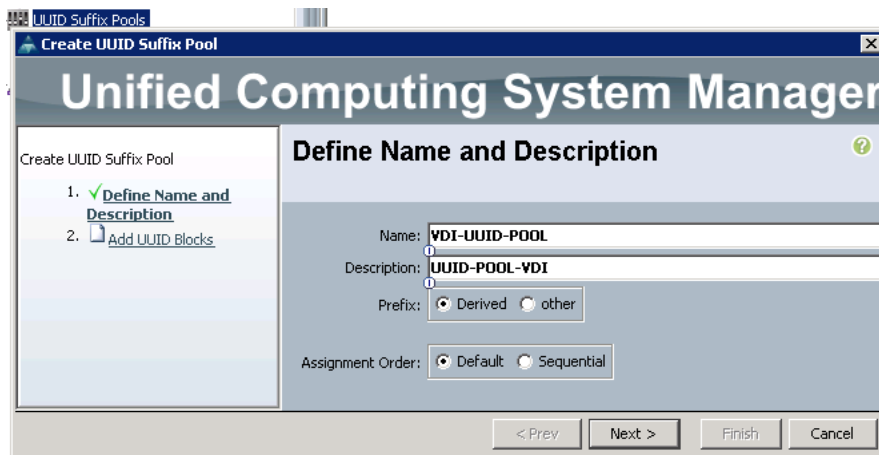 UUID Suffix Pools
Create UUID Suffix Pool
Unified Computing System Manager
Create UUID Suffix Pool
1. Define Name and
Description
2. Add UUID Blocks
Define Name and Description
Name: VDI-UUID-POOL
Description: UUID-POOL-VDI
Prefix: Derived other
Assignment Order: Default Sequential
< Prev Next > Finish Cancel